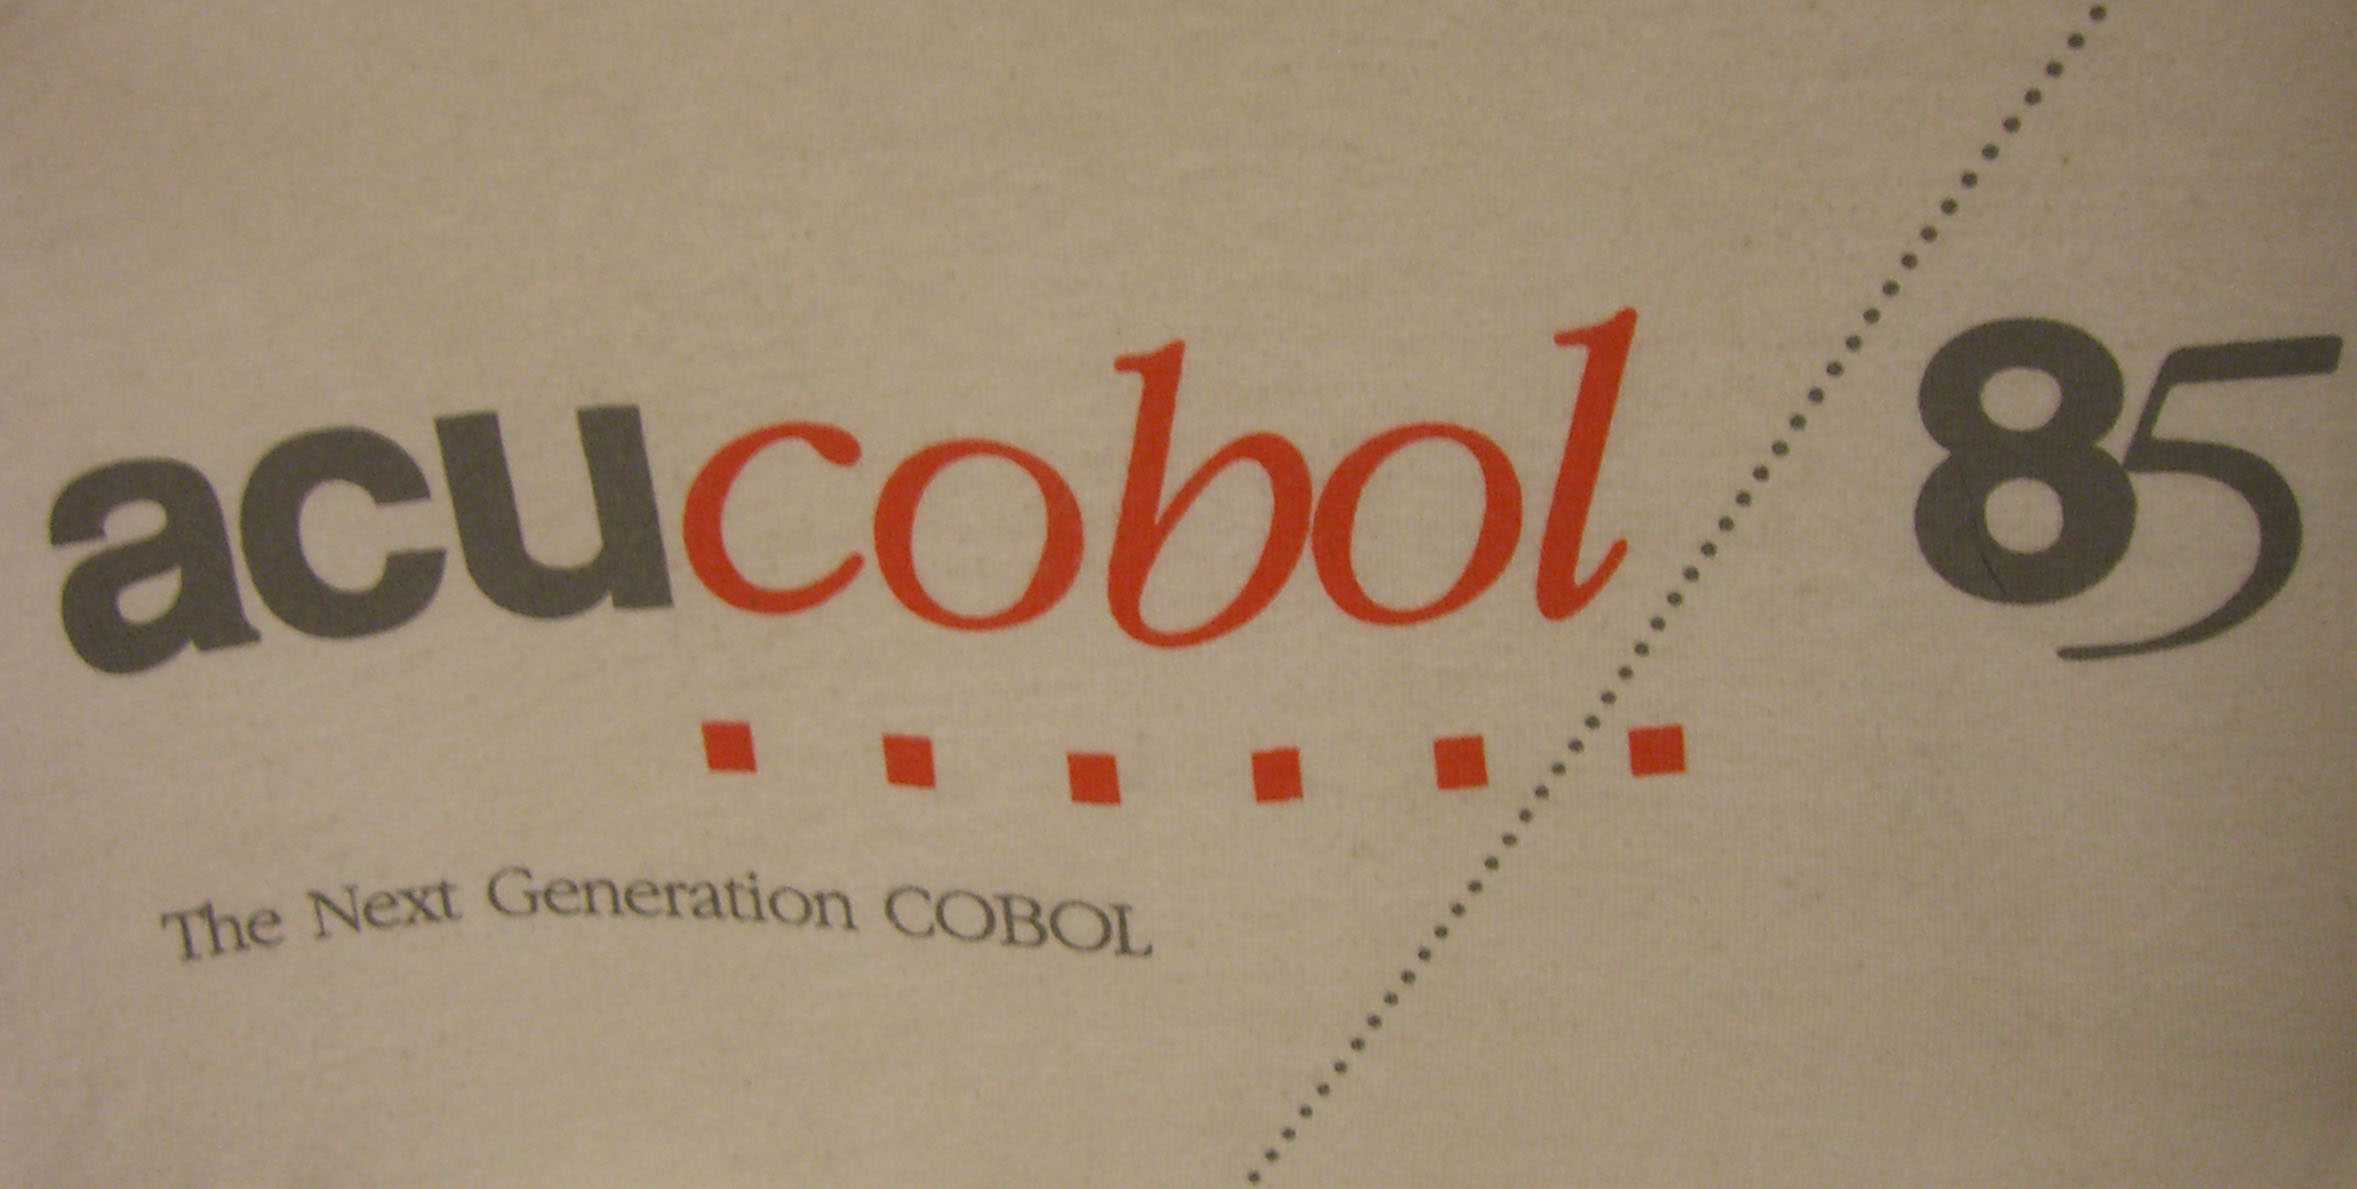 acucobol 85
The Next Generation COBOL